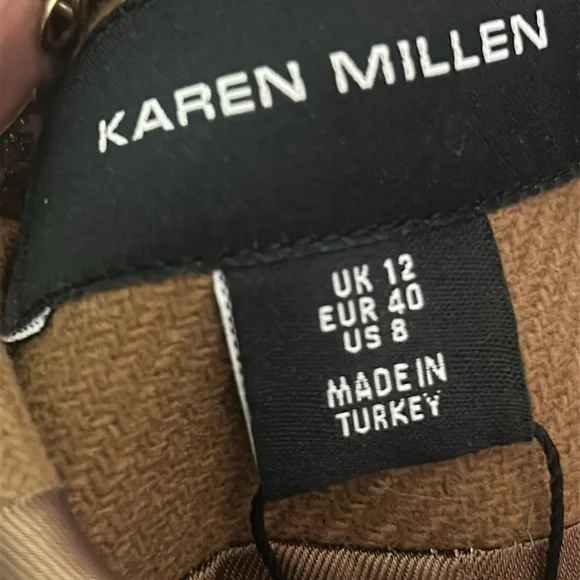 KAREN MILLEN
UK 12
EUR 40
US 8
MADE IN
TURKEY